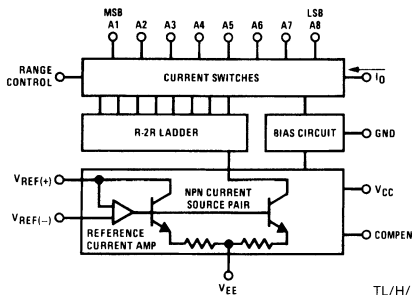 MSB LSB
A1 A2 A3 A4 A5 A6 A7 A8
RANGE
CONTROL
CURRENT SWITCHES
IO
R-2R LADDER
BIAS CIRCUIT
GND
VREF(+)
NPN CURRENT
SOURCE PAIR
VCC
VREF(−)
REFERENCE
CURRENT AMP
COMPEN
VEE
TL/H/